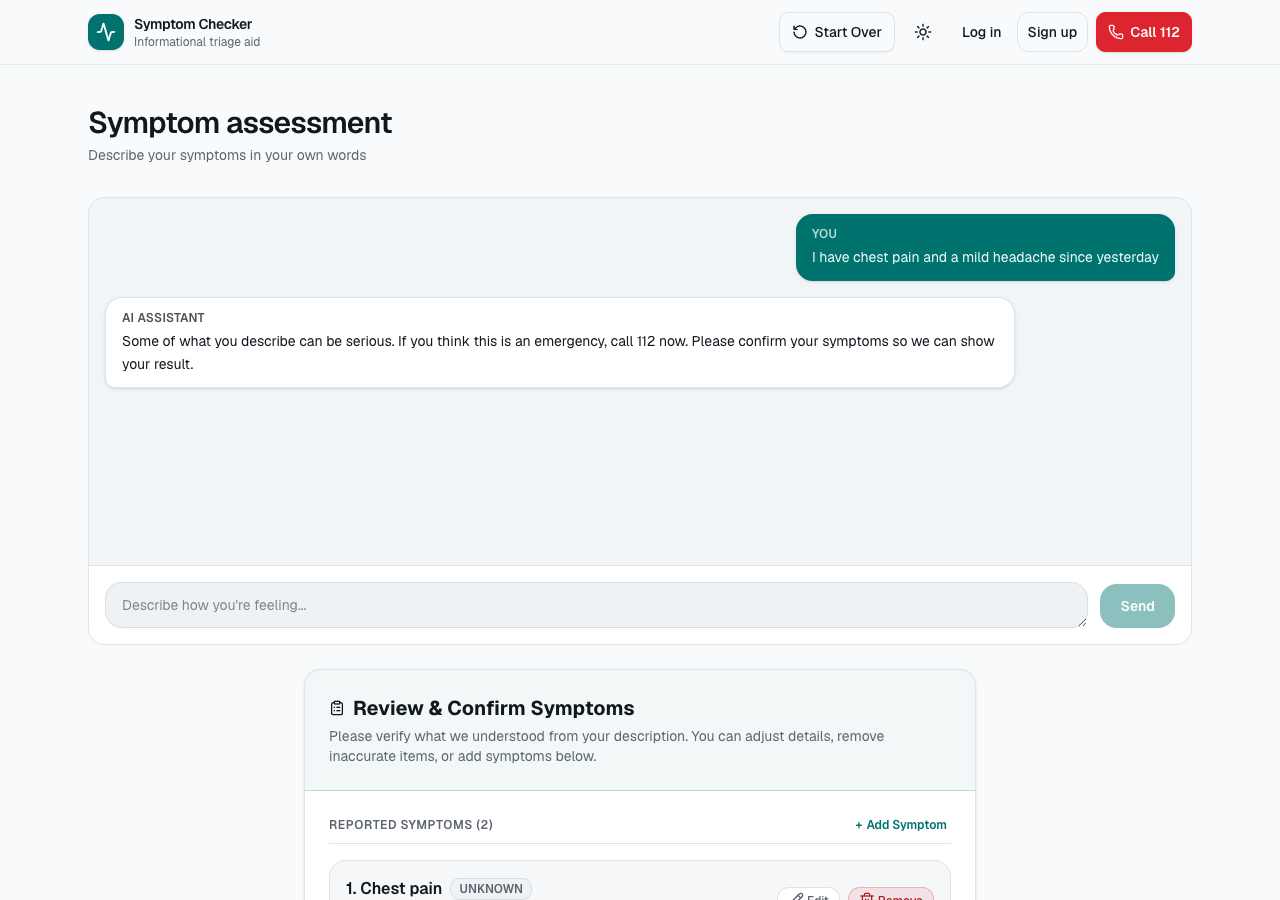 Symptom Checker
Informational triage aid
Start Over
Log in
Sign up
Call 112
Symptom assessment
Describe your symptoms in your own words
YOU
I have chest pain and a mild headache since yesterday
AI ASSISTANT
Some of what you describe can be serious. If you think this is an emergency, call 112 now. Please confirm your symptoms so we can show
your result.
Describe how you're feeling...
Send
Review & Confirm Symptoms
Please verify what we understood from your description. You can adjust details, remove
inaccurate items, or add symptoms below.
REPORTED SYMPTOMS (2)
+ Add Symptom
1. Chest pain
UNKNOWN
Edit
Remove